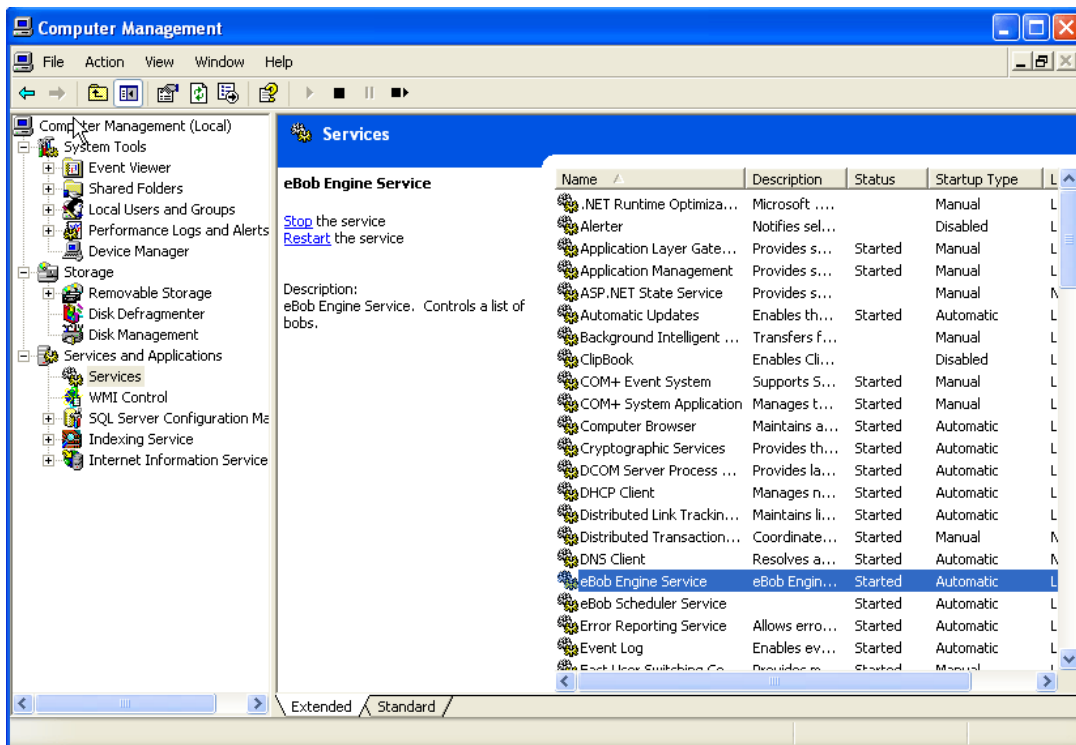 Computer Management
File Action View Window Help
Computer Management (Local)
System Tools
Event Viewer
Shared Folders
Local Users and Groups
Performance Logs and Alerts
Device Manager
Storage
Removable Storage
Disk Defragmenter
Disk Management
Services and Applications
Services
WMI Control
SQL Server Configuration Ma
Indexing Service
Internet Information Service
Services
eBob Engine Service
Stop the service
Restart the service
Description:
eBob Engine Service. Controls a list of
bobs.
Name Description Status Startup Type L
.NET Runtime Optimiza... Microsoft .... Manual L
Alerter Notifies sel... Disabled L
Application Layer Gate... Provides s... Started Manual L
Application Management Provides s... Started Manual L
ASP.NET State Service Provides s... Manual N
Automatic Updates Enables th... Started Automatic L
Background Intelligent ... Transfers f... Manual L
ClipBook Enables Cli... Disabled L
COM+ Event System Supports S... Started Manual L
COM+ System Application Manages t... Started Manual L
Computer Browser Maintains a... Started Automatic L
Cryptographic Services Provides th... Started Automatic L
DCOM Server Process ... Provides la... Started Automatic L
DHCP Client Manages n... Started Automatic L
Distributed Link Trackin... Maintains li... Started Automatic L
Distributed Transaction... Coordinate... Started Manual N
DNS Client Resolves a... Started Automatic N
eBob Engine Service eBob Engin... Started Automatic L
eBob Scheduler Service Started Automatic L
Error Reporting Service Allows erro... Started Automatic L
Event Log Enables ev... Started Automatic L
Fast User Switching Co... Provides m... Started Manual L
Extended Standard